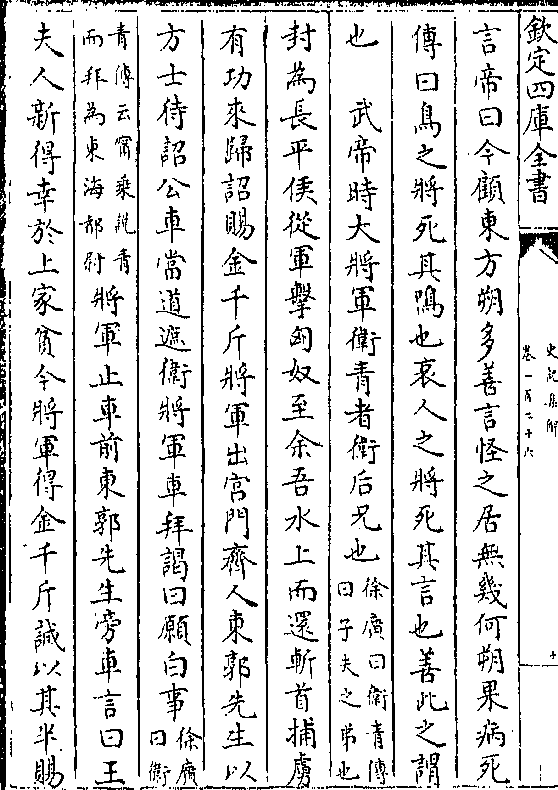 欽定四庫全書
史記集解
卷一百二十六
十
言帝曰今顧東方朔多善言怪之居無幾何朔果病死
傳曰鳥之將死其鳴也哀人之將死其言也善此之謂
也　武帝時大將軍衛青者衛后兄也徐廣曰衛青傳曰子夫之弟也
封為長平侯從軍擊匈奴至余吾水上而還斬首捕虜
有功來歸詔賜金千斤將軍出宮門齊人東郭先生以
方士待詔公車當道遮衛將軍車拜謁曰願白事徐廣曰衛
青傳云甯乘說青而拜為東海都尉將軍止車前東郭先生旁車言曰王
夫人新得幸於上家貧今將軍得金千斤誠以其半賜